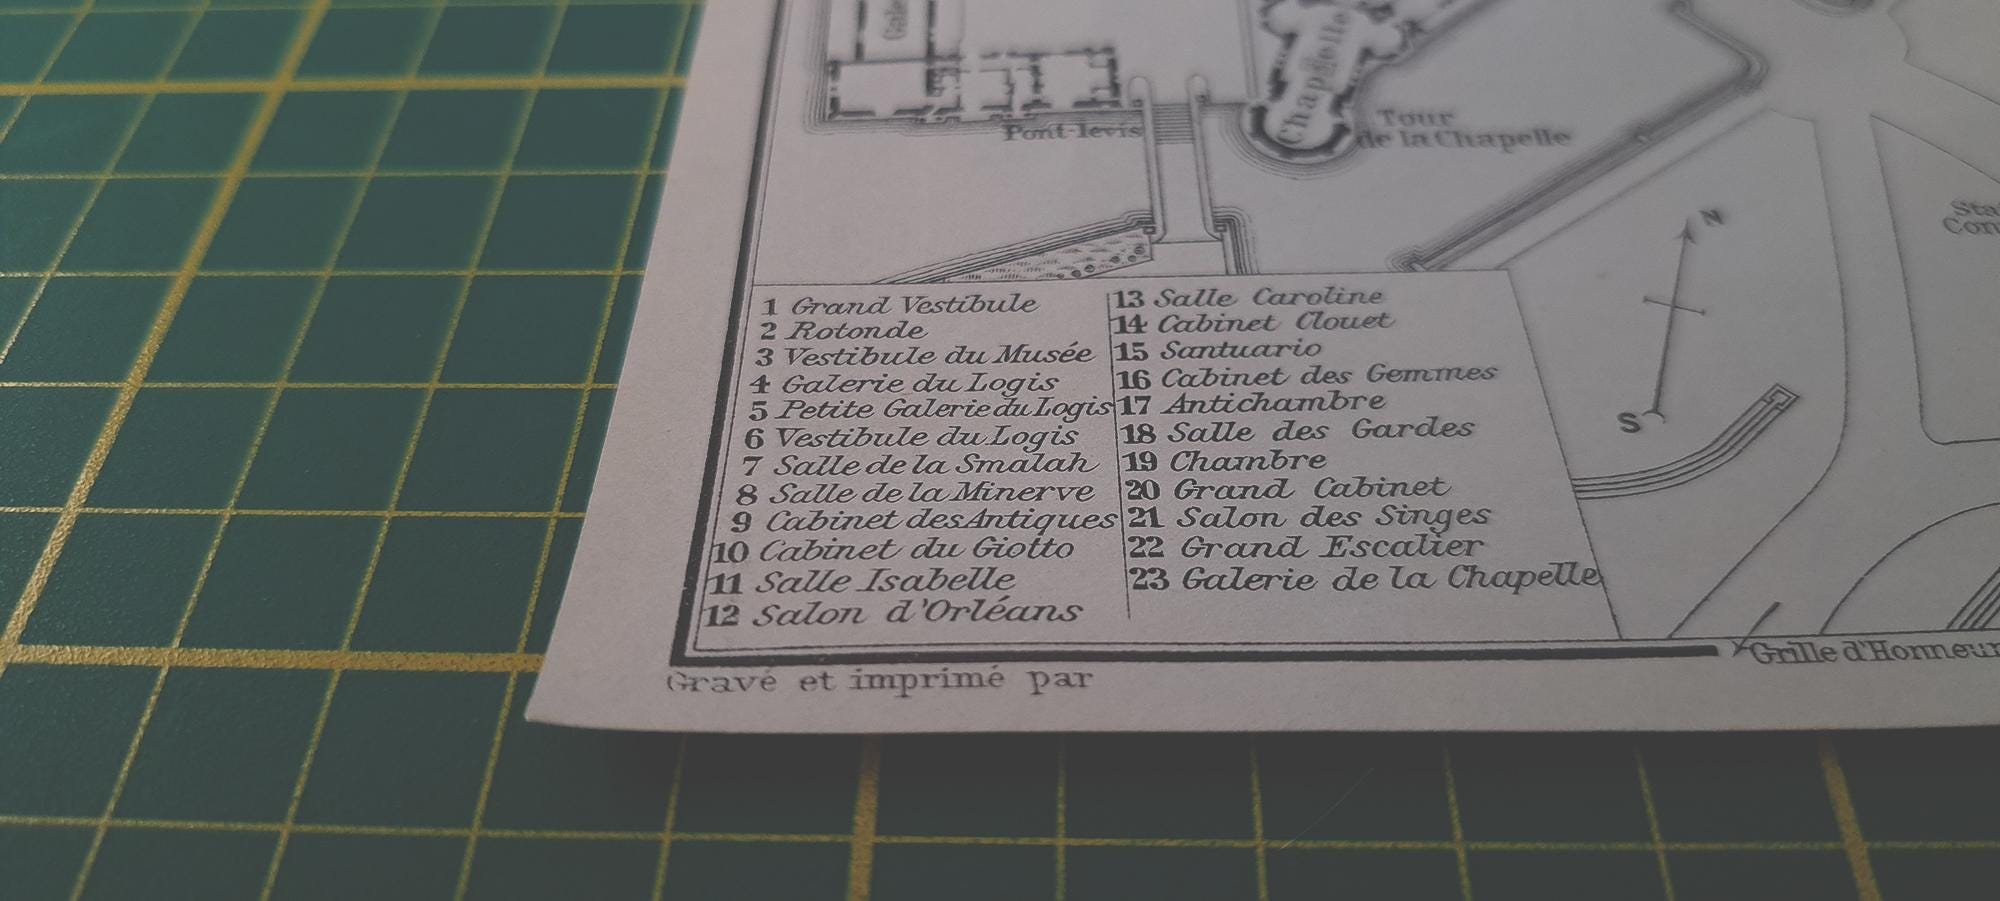 Chapelle
Pont-levis
Tour
de la Chapelle
N
S
1 Grand Vestibule
2 Rotonde
3 Vestibule du Musée
4 Galerie du Logis
5 Petite Galerie du Logis
6 Vestibule du Logis
7 Salle de la Smalah
8 Salle de la Minerve
9 Cabinet des Antiques
10 Cabinet du Giotto
11 Salle Isabelle
12 Salon d'Orléans
13 Salle Caroline
14 Cabinet Clouet
15 Santuario
16 Cabinet des Gemmes
17 Antichambre
18 Salle des Gardes
19 Chambre
20 Grand Cabinet
21 Salon des Singes
22 Grand Escalier
23 Galerie de la Chapelle
Grille d'Honneur
Gravé et imprimé par